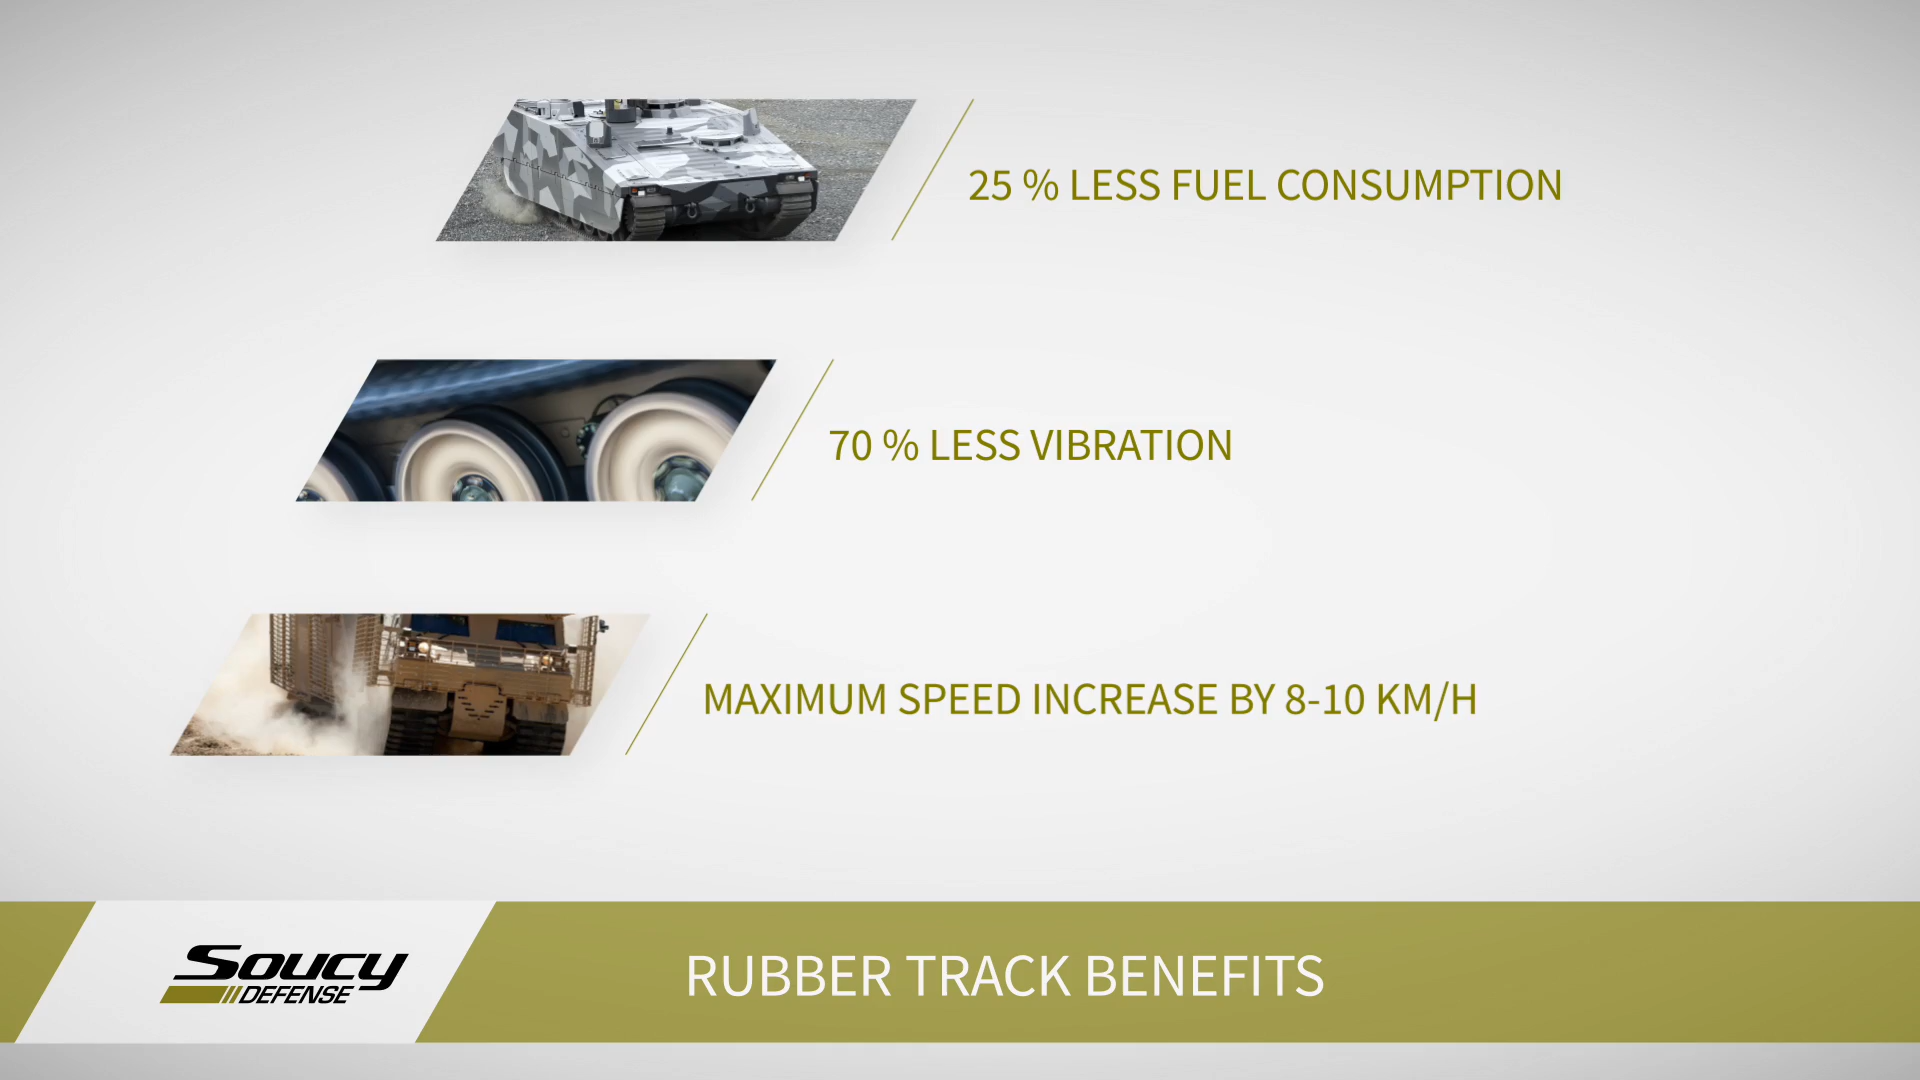 25 % LESS FUEL CONSUMPTION
70 % LESS VIBRATION
MAXIMUM SPEED INCREASE BY 8-10 KM/H
SOUCY
DEFENSE
RUBBER TRACK BENEFITS